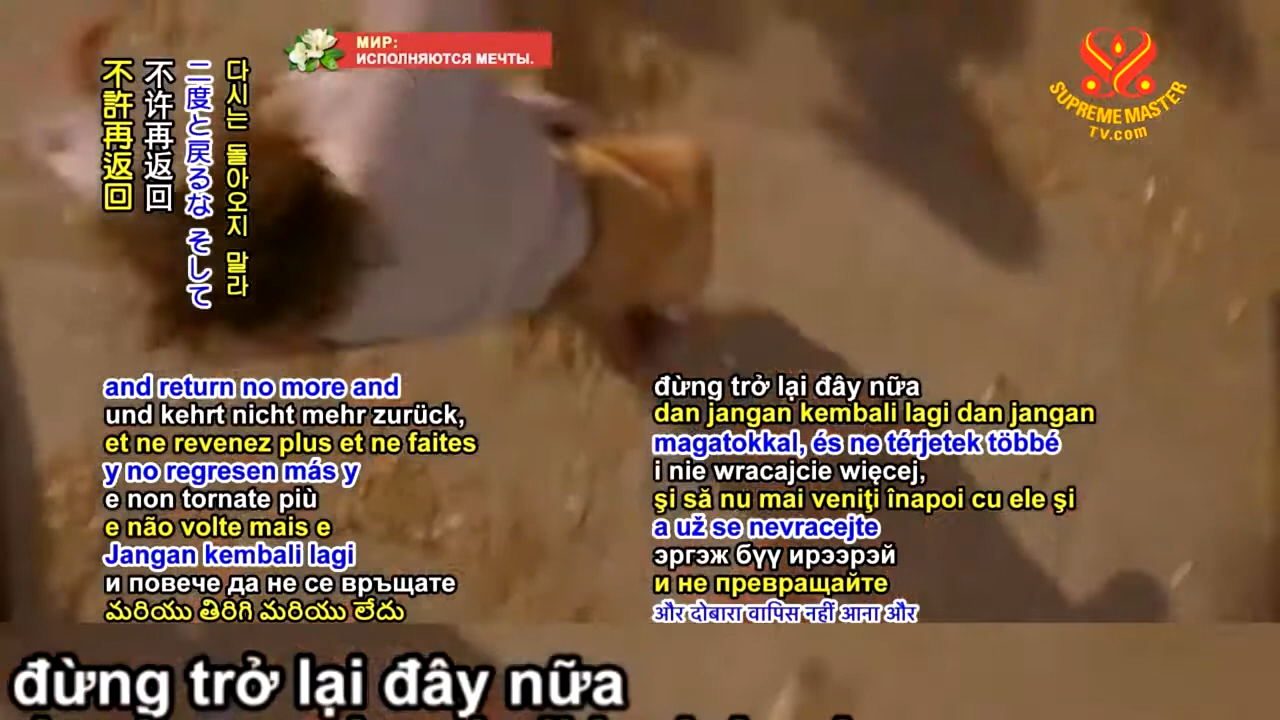 МИР:
ИСПОЛНЯЮТСЯ МЕЧТЫ.
SUPREME MASTER
TV.com
다시는 돌아오지 말라
二度と戻るな そして
不许再返回
不許再返回
and return no more and
und kehrt nicht mehr zurück,
et ne revenez plus et ne faites
y no regresen más y
e non tornate più
e não volte mais e
Jangan kembali lagi
и повече да не се връщате
మరియు తిరిగి మరియు లేదు
đừng trở lại đây nữa
dan jangan kembali lagi dan jangan
magatokkal, és ne térjetek többé
i nie wracajcie więcej,
şi să nu mai veniţi înapoi cu ele şi
a už se nevracejte
эргэж бүү ирээрэй
и не превращайте
और दोबारा वापिस नहीं आना और
đừng trở lại đây nữa